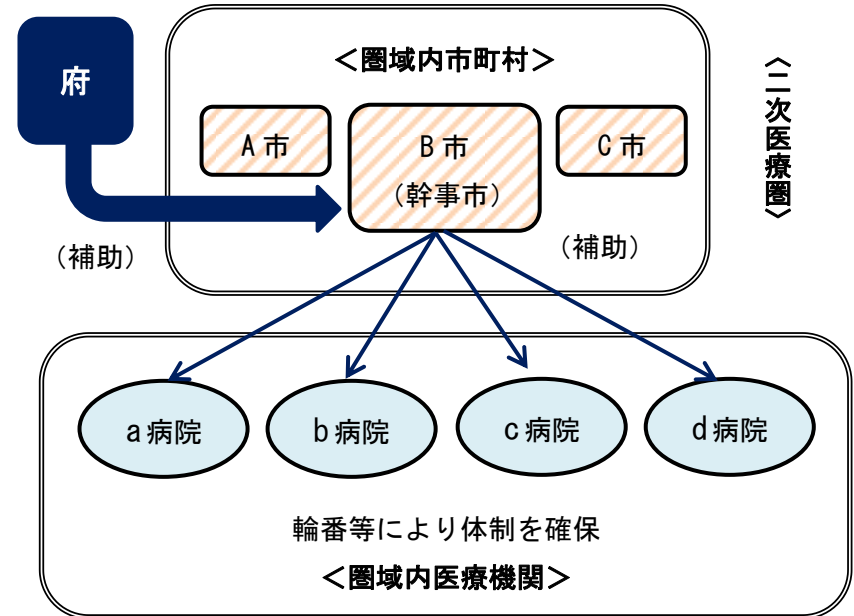 府
＜圏域内市町村＞
〈二次医療圏〉
A市
B市
（幹事市）
C市
（補助）
（補助）
a病院
b病院
c病院
d病院
輪番等により体制を確保
＜圏域内医療機関＞